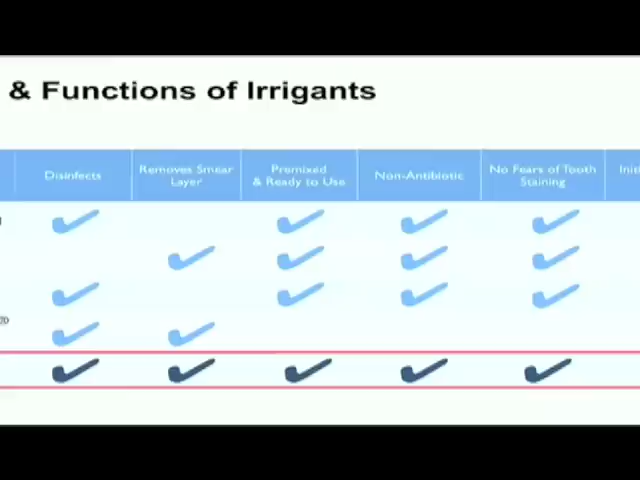 & Functions of Irrigants
Disinfects
Removes Smear
Layer
Premixed
& Ready to Use
Non-Antibiotic
No Fears of Tooth
Staining